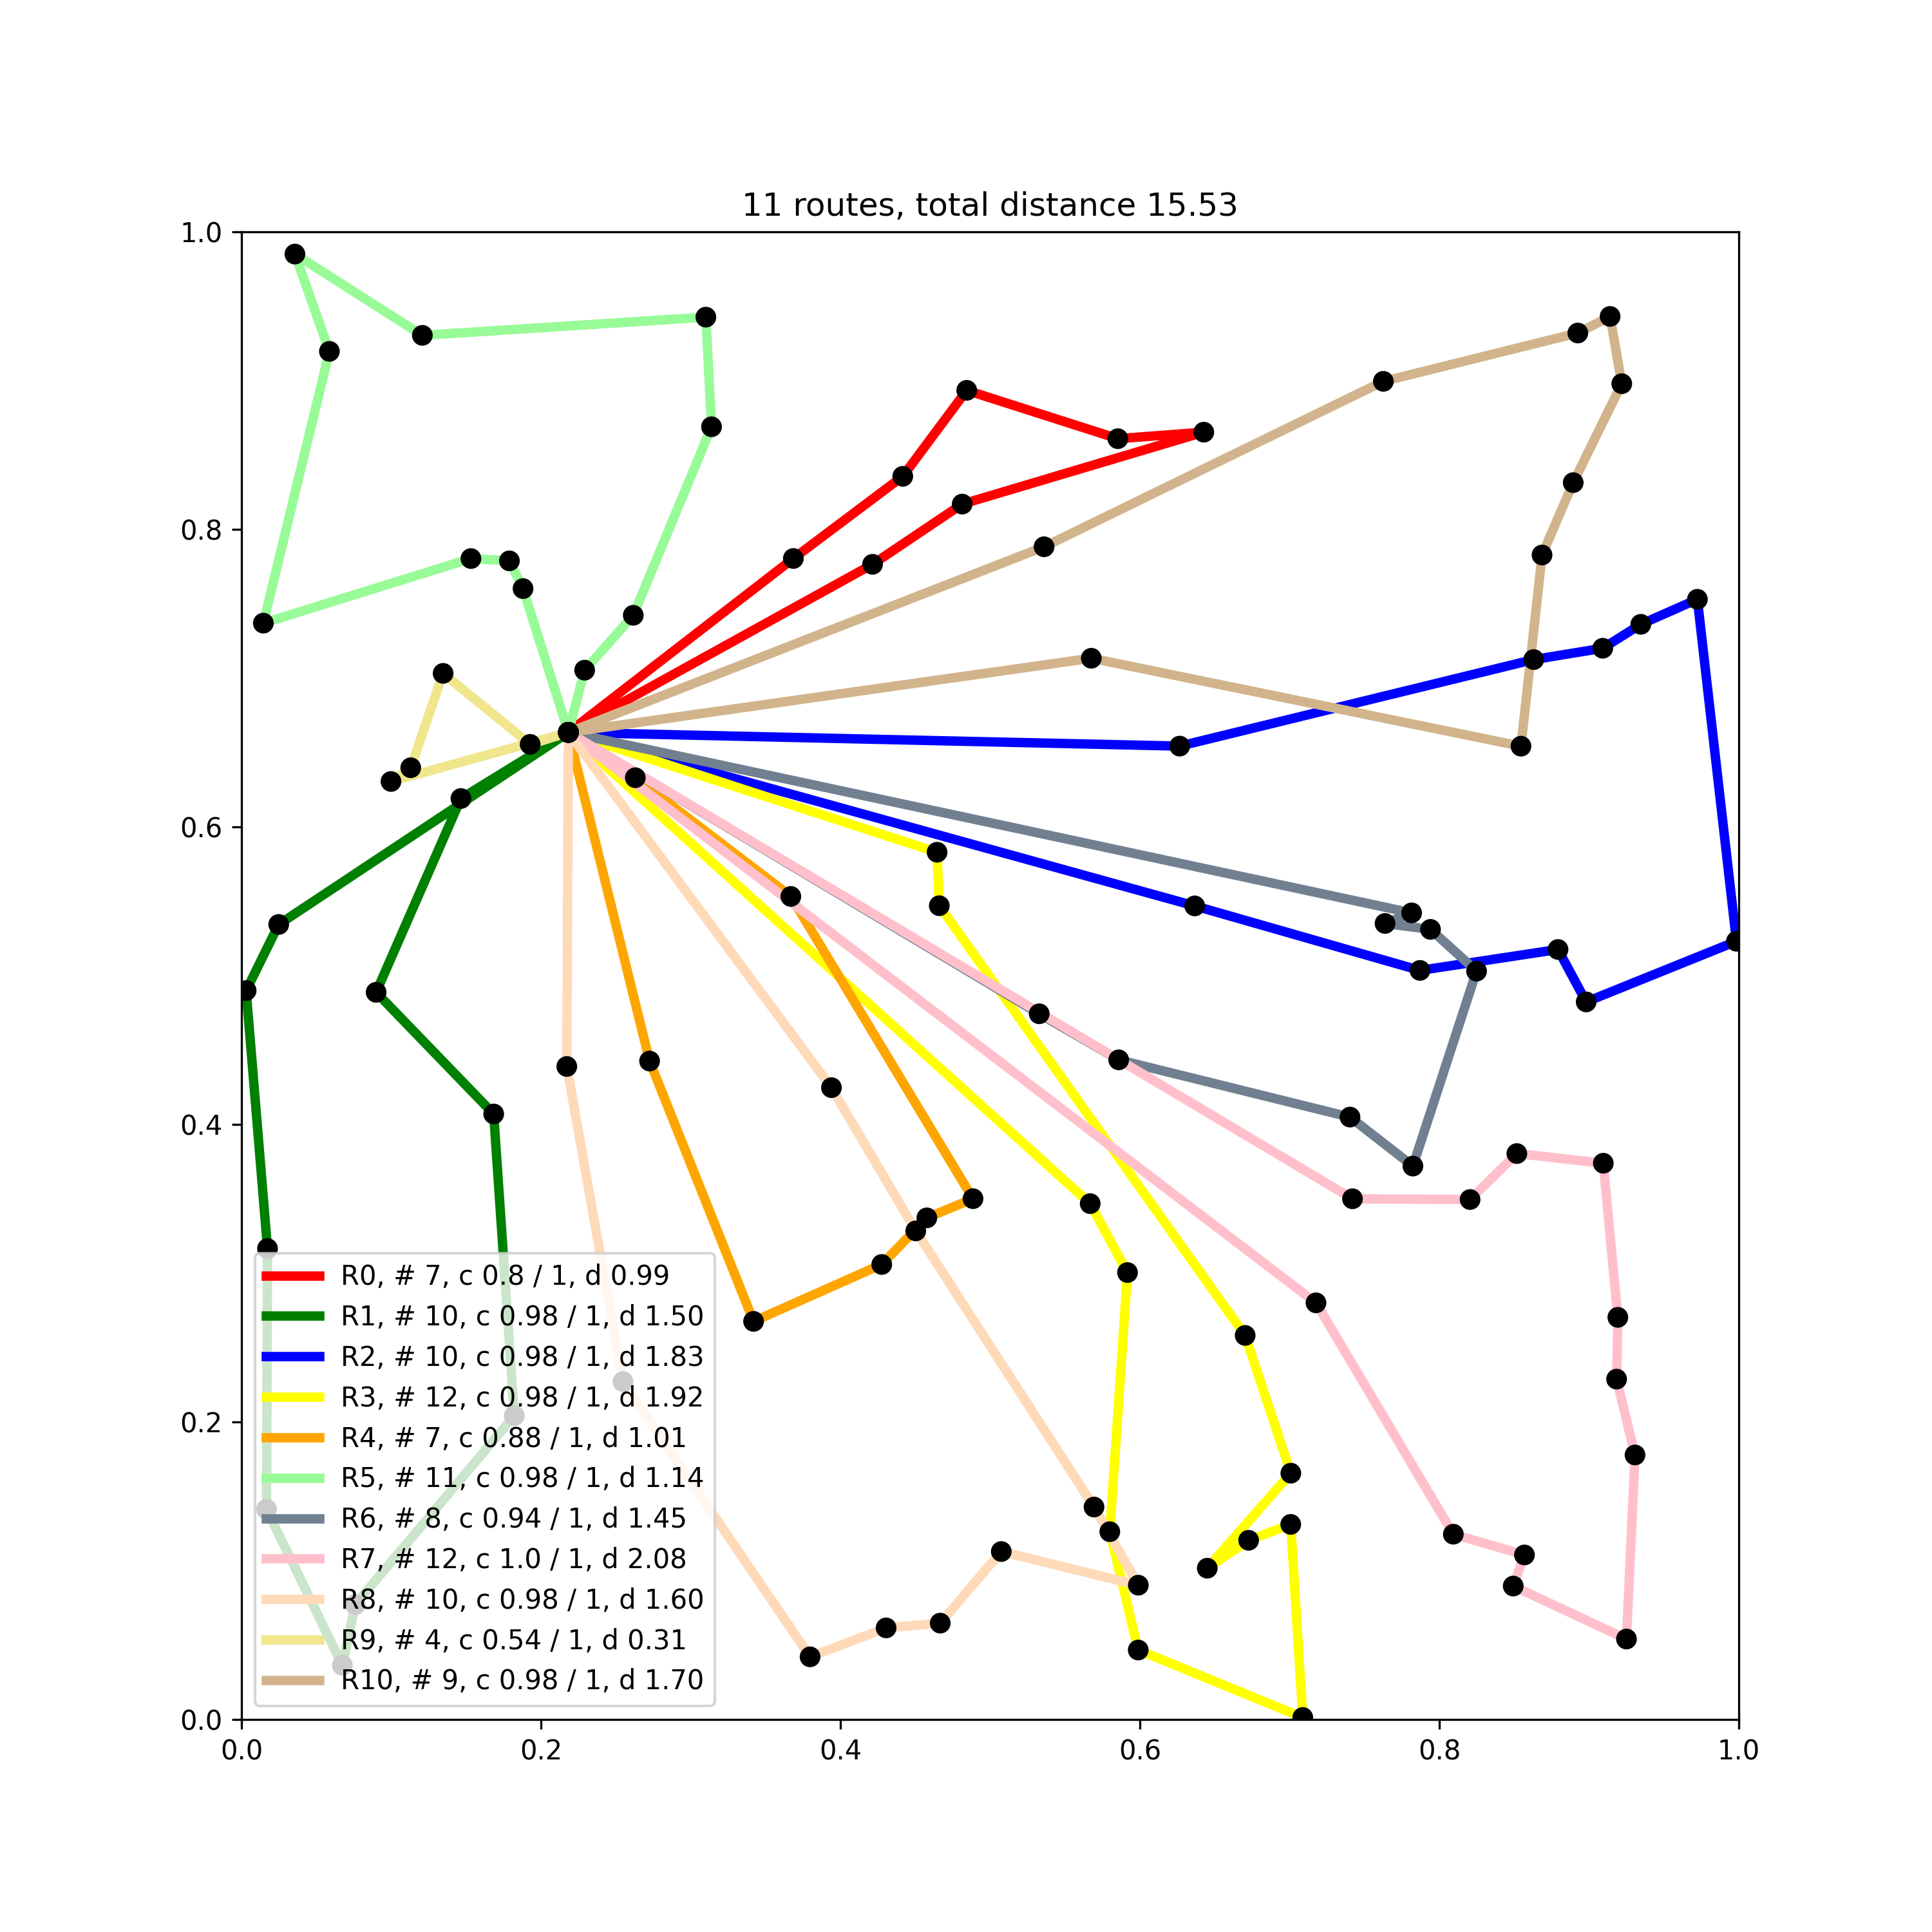 11 routes, total distance 15.53
1.0
0.8
0.6
0.4
0.2
0.0
R0, # 7, c 0.8 / 1, d 0.99
R1, # 10, c 0.98 / 1, d 1.50
R2, # 10, c 0.98 / 1, d 1.83
R3, # 12, c 0.98 / 1, d 1.92
R4, # 7, c 0.88 / 1, d 1.01
R5, # 11, c 0.98 / 1, d 1.14
R6, # 8, c 0.94 / 1, d 1.45
R7, # 12, c 1.0 / 1, d 2.08
R8, # 10, c 0.98 / 1, d 1.60
R9, # 4, c 0.54 / 1, d 0.31
R10, # 9, c 0.98 / 1, d 1.70
0.0 0.2 0.4 0.6 0.8 1.0